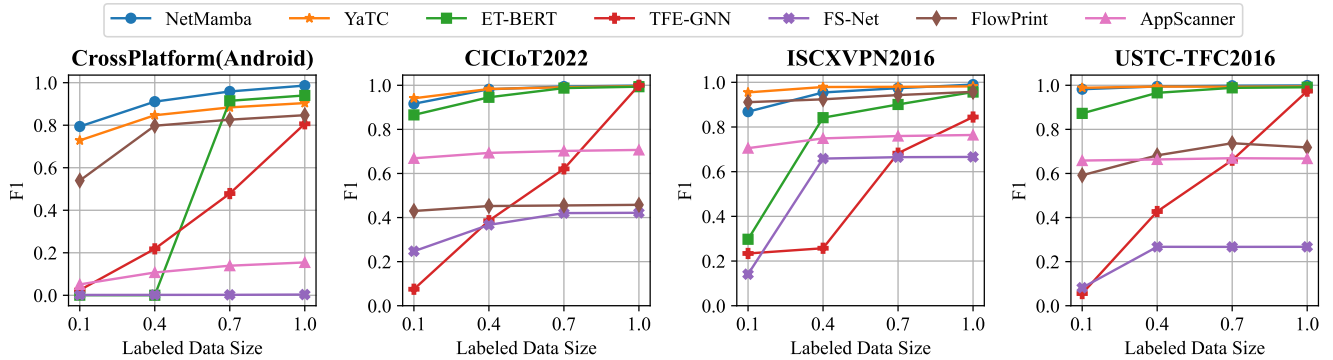 NetMamba YaTC ET-BERT TFE-GNN FS-Net FlowPrint AppScanner
CrossPlatform(Android)
F1
1.0
0.8
0.6
0.4
0.2
0.0
0.1 0.4 0.7 1.0
Labeled Data Size
CICIoT2022
F1
1.0
0.8
0.6
0.4
0.2
0.0
0.1 0.4 0.7 1.0
Labeled Data Size
ISCXVPN2016
F1
1.0
0.8
0.6
0.4
0.2
0.0
0.1 0.4 0.7 1.0
Labeled Data Size
USTC-TFC2016
F1
1.0
0.8
0.6
0.4
0.2
0.0
0.1 0.4 0.7 1.0
Labeled Data Size